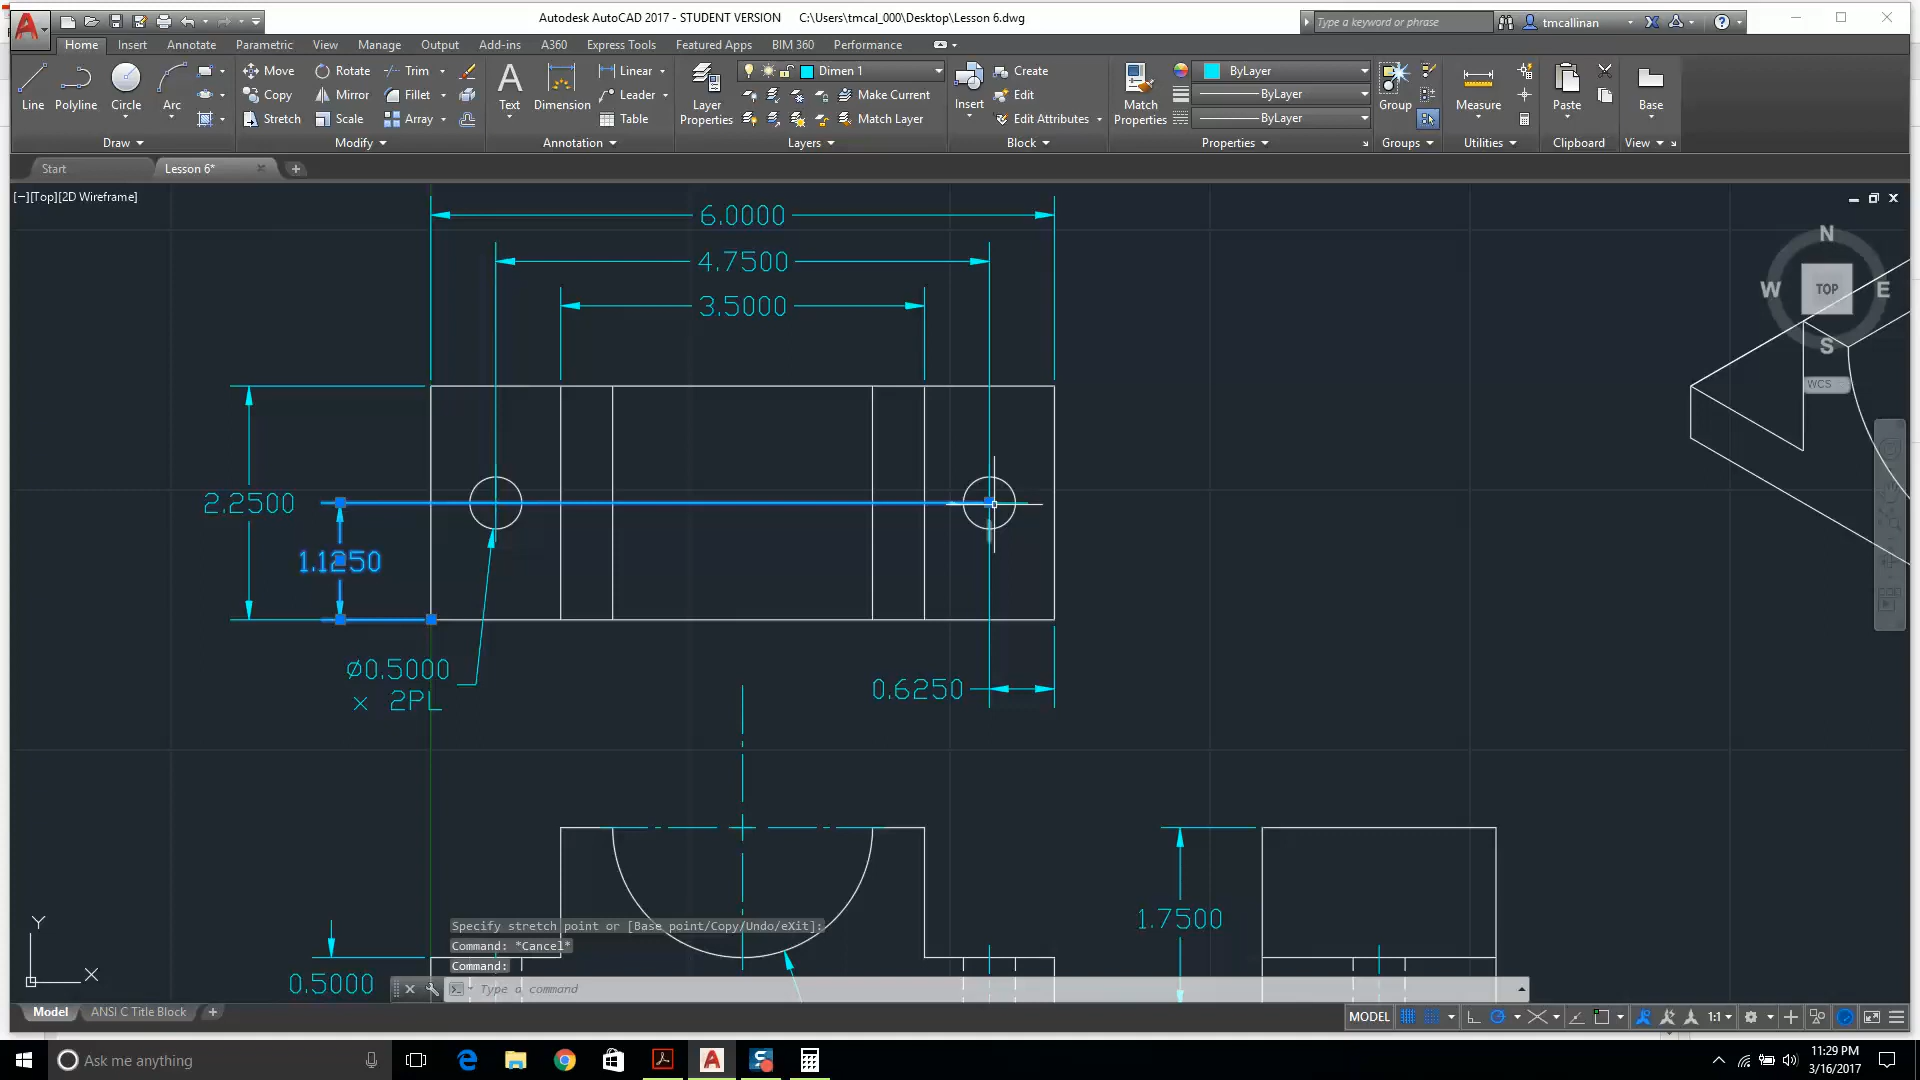 Autodesk AutoCAD 2017 - STUDENT VERSION C:\Users\tmcal_000\Desktop\Lesson 6.dwg
Type a keyword or phrase
tmcallinan
Home Insert Annotate Parametric View Manage Output Add-ins A360 Express Tools Featured Apps BIM 360 Performance
Line Polyline Circle Arc
Move Rotate Trim
Copy Mirror Fillet
Stretch Scale Array
Text Dimension
Linear
Leader
Table
Layer Properties
Dimen 1
Make Current
Match Layer
Insert
Create
Edit
Edit Attributes
Match Properties
ByLayer
ByLayer
ByLayer
Group
Measure
Paste
Base
Draw Modify Annotation Layers Block Properties Groups Utilities Clipboard View
Start Lesson 6*
[−][Top][2D Wireframe]
6.0000
4.7500
3.5000
2.2500
1.1250
Ø0.5000
x 2PL
0.6250
N
W TOP E
S
WCS
1.7500
0.5000
Y
X
Specify stretch point or [Base point/Copy/Undo/eXit]:
Command: *Cancel*
Command:
Type a command
Model ANSI C Title Block
MODEL 1:1
Ask me anything
11:29 PM
3/16/2017